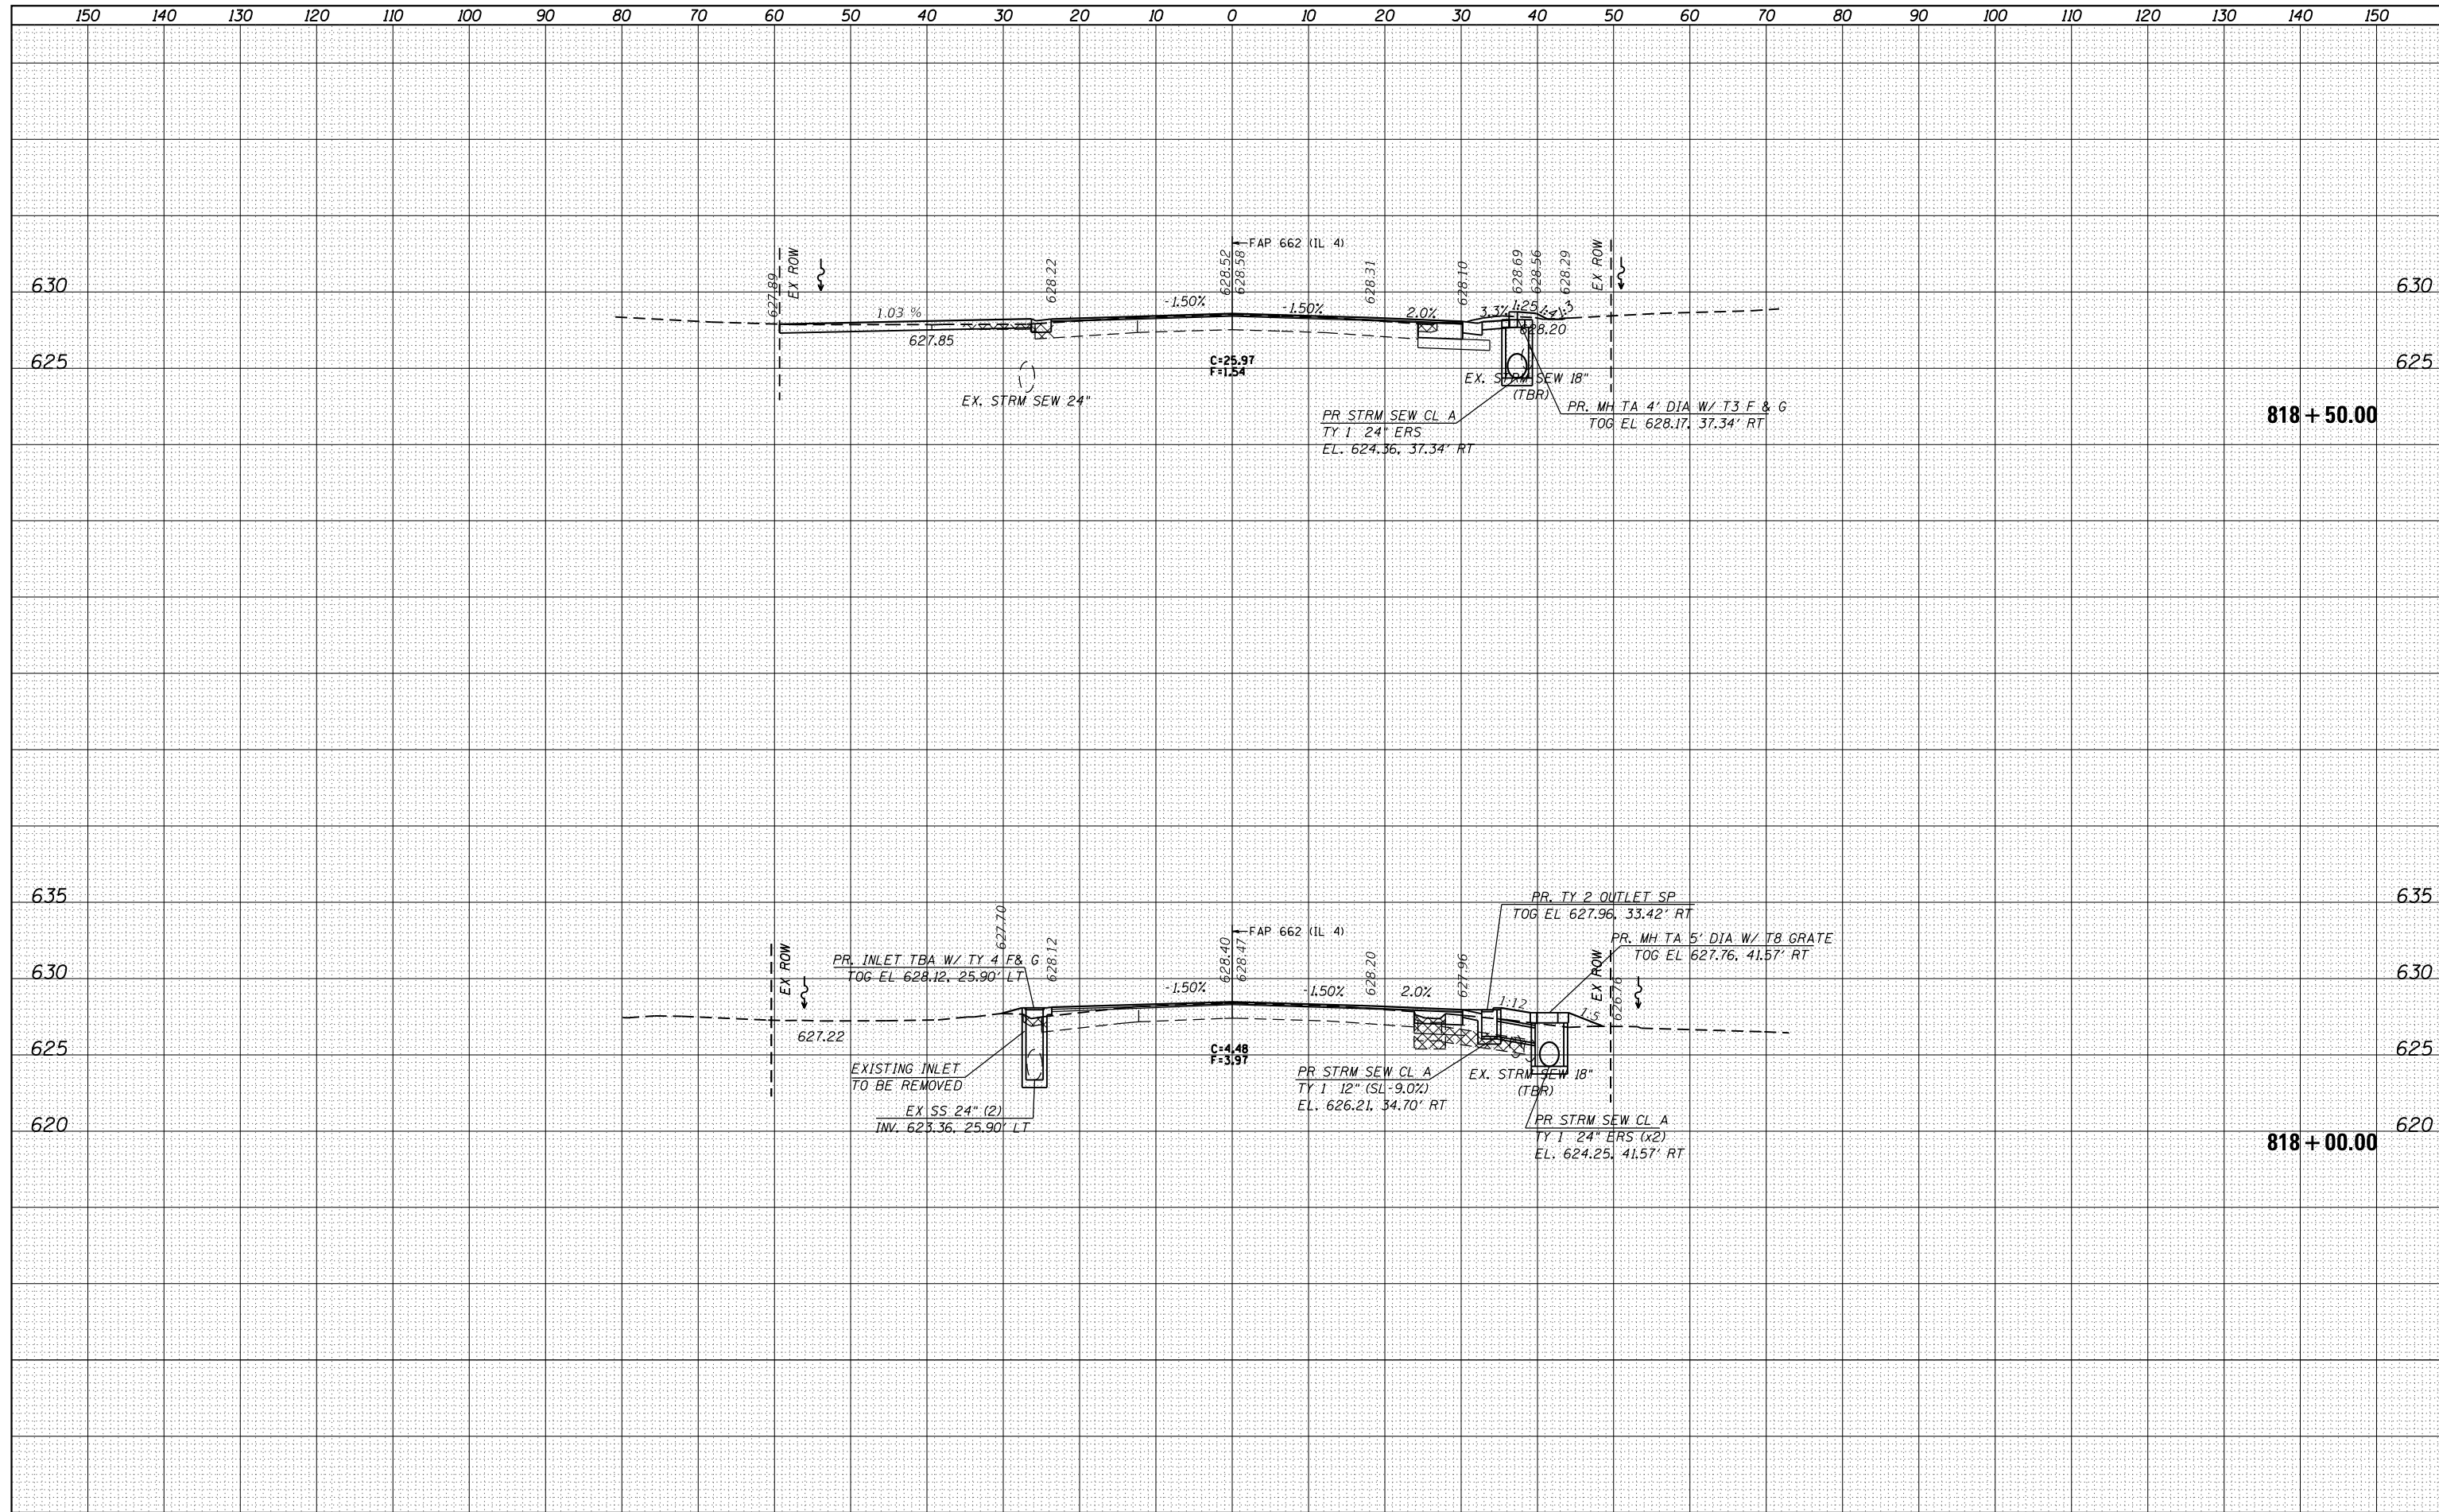 150 140 130 120 110 100 90 80 70 60 50 40 30 20 10 0 10 20 30 40 50 60 70 80 90 100 110 120 130 140 150
627.89
EX ROW
628.22
628.52
628.58
FAP 662 (IL 4)
628.31
628.10
628.69
628.56
628.29
EX ROW
630
630
1.03 %
-1.50%
-1.50%
2.0%
3.3%
1:25
1:4
1:3
628.20
627.85
C=25.97
F=1.54
625
625
EX. STRM SEW 24"
EX. STRM SEW 18"
(TBR)
PR STRM SEW CL A
TY 1 24" ERS
EL. 624.36, 37.34' RT
PR. MH TA 4' DIA W/ T3 F & G
TOG EL 628.17, 37.34' RT
818 + 50.00
635
635
627.70
628.12
628.40
628.47
FAP 662 (IL 4)
628.20
627.96
PR. TY 2 OUTLET SP
TOG EL 627.96, 33.42' RT
PR. MH TA 5' DIA W/ T8 GRATE
TOG EL 627.76, 41.57' RT
EX ROW
EX ROW
626.76
PR. INLET TBA W/ TY 4 F& G
TOG EL 628.12, 25.90' LT
630
630
-1.50%
-1.50%
2.0%
1:12
1:5
627.22
C=4.48
F=3.97
625
625
EXISTING INLET
TO BE REMOVED
EX SS 24" (2)
INV. 623.36, 25.90' LT
PR STRM SEW CL A
TY 1 12" (SL-9.0%)
EL. 626.21, 34.70' RT
EX. STRM SEW 18"
(TBR)
PR STRM SEW CL A
TY 1 24" ERS (x2)
EL. 624.25, 41.57' RT
620
620
818 + 00.00